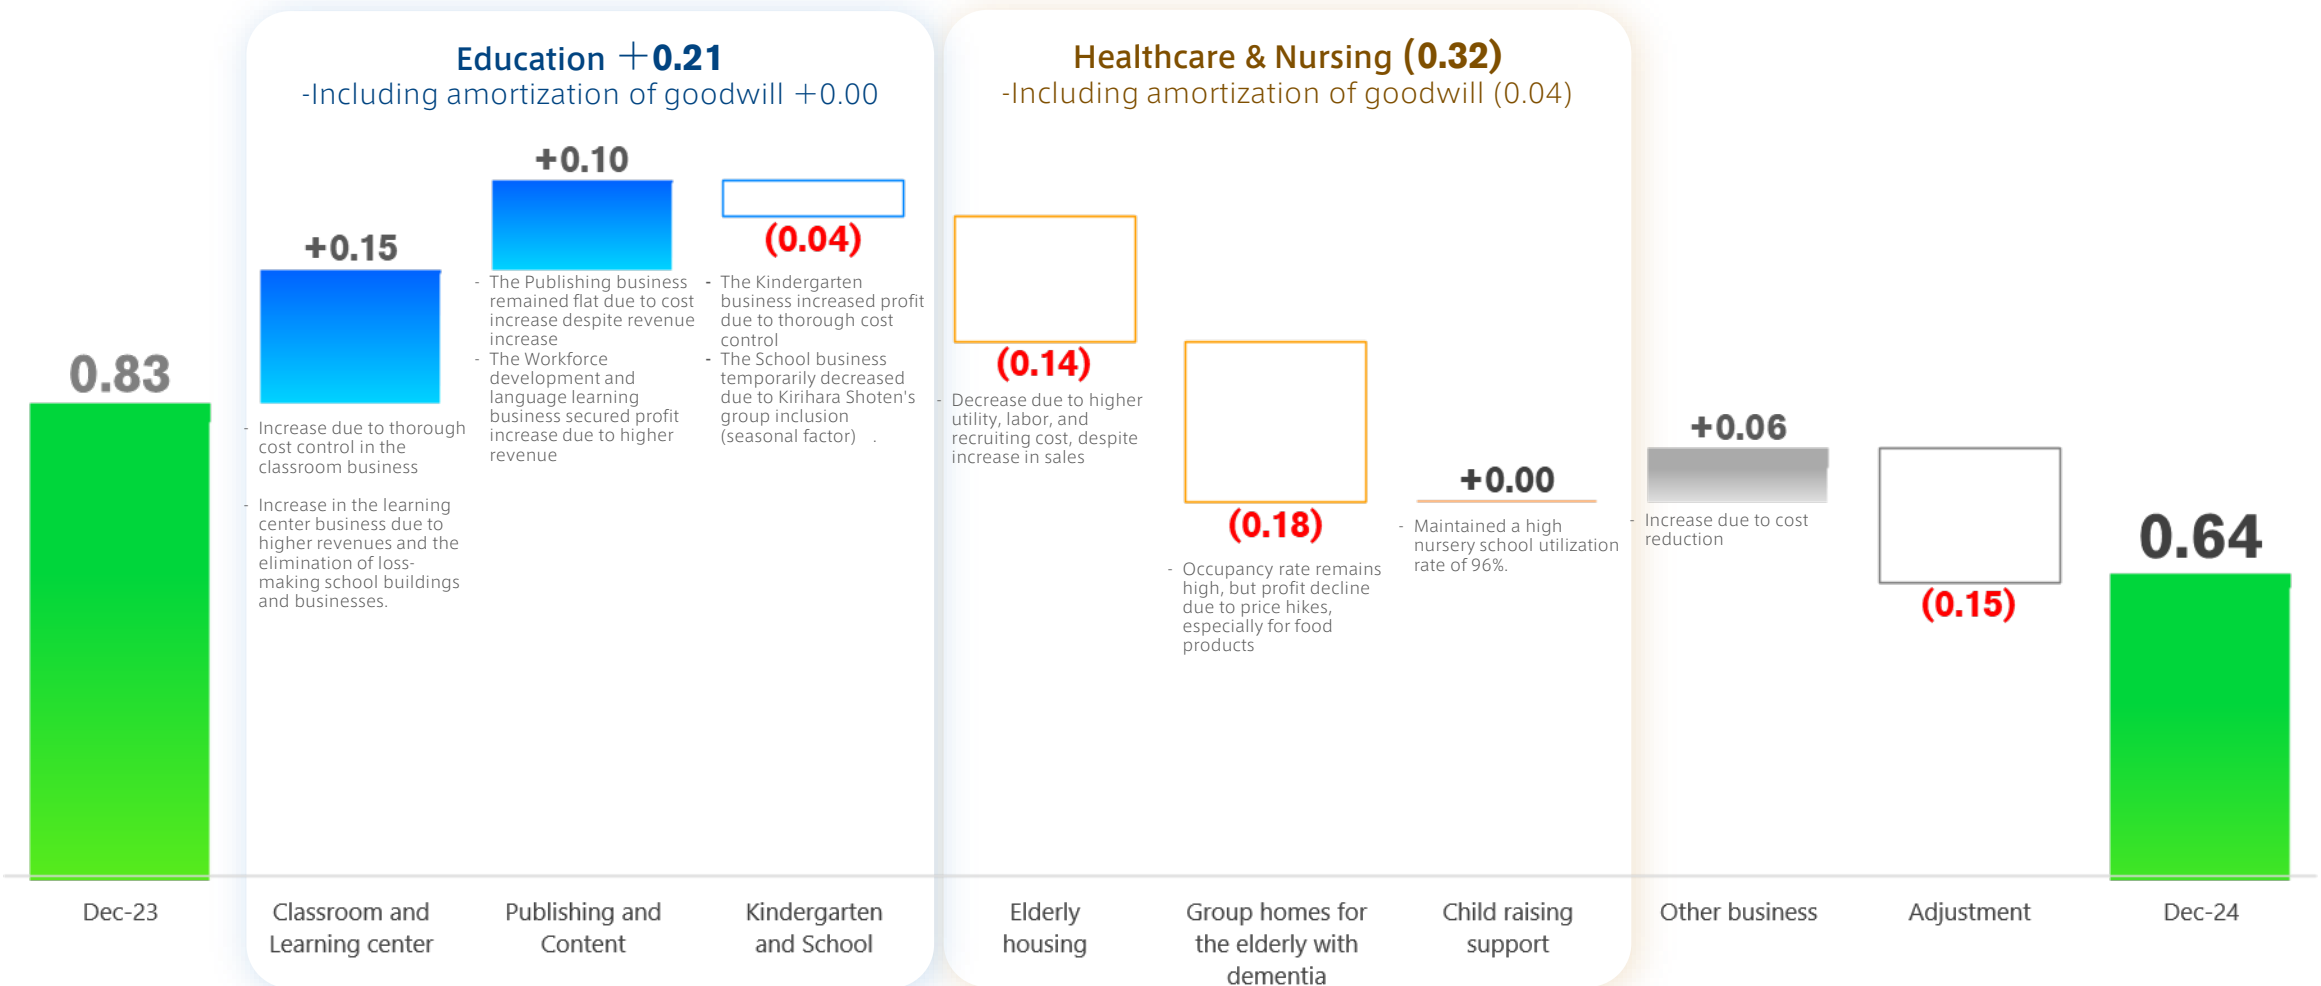 Education +0.21
-Including amortization of goodwill +0.00
Healthcare & Nursing (0.32)
-Including amortization of goodwill (0.04)
0.83
+0.15
- Increase due to thorough
cost control in the
classroom business
- Increase in the learning
center business due to
higher revenues and the
elimination of loss-
making school buildings
and businesses.
+0.10
- The Publishing business
remained flat due to cost
increase despite revenue
increase
- The Workforce
development and
language learning
business secured profit
increase due to higher
revenue
(0.04)
- The Kindergarten
business increased profit
due to thorough cost
control
- The School business
temporarily decreased
due to Kirihara Shoten's
group inclusion
(seasonal factor) .
(0.14)
- Decrease due to higher
utility, labor, and
recruiting cost, despite
increase in sales
(0.18)
- Occupancy rate remains
high, but profit decline
due to price hikes,
especially for food
products
+0.00
- Maintained a high
nursery school utilization
rate of 96%.
+0.06
- Increase due to cost
reduction
(0.15)
0.64
Dec-23
Classroom and
Learning center
Publishing and
Content
Kindergarten
and School
Elderly
housing
Group homes for
the elderly with
dementia
Child raising
support
Other business
Adjustment
Dec-24